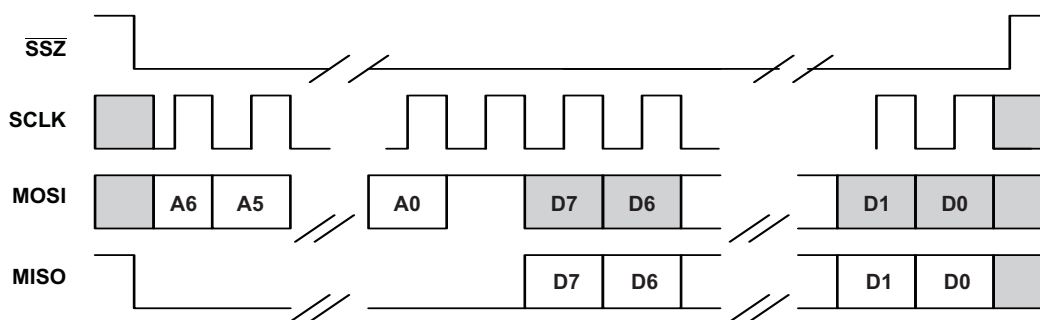 SSZ
SCLK
MOSI A6 A5 A0 D7 D6 D1 D0
MISO D7 D6 D1 D0